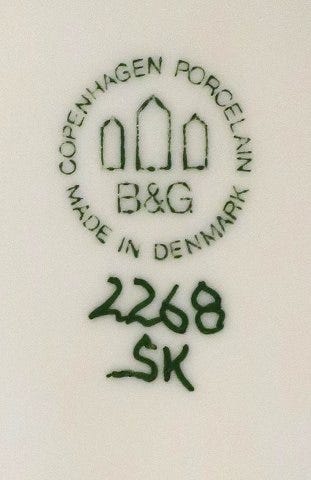 COPENHAGEN PORCELAIN
B&G
MADE IN DENMARK
2268
SK